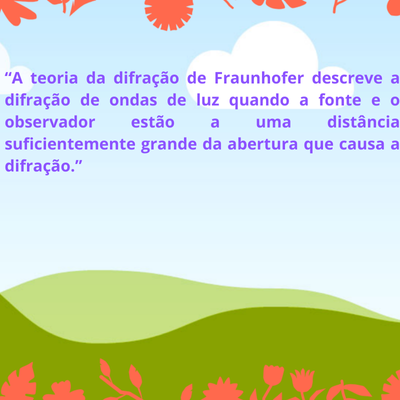 “A teoria da difração de Fraunhofer descreve a
difração de ondas de luz quando a fonte e o
observador estão a uma distância
suficientemente grande da abertura que causa a
difração.”